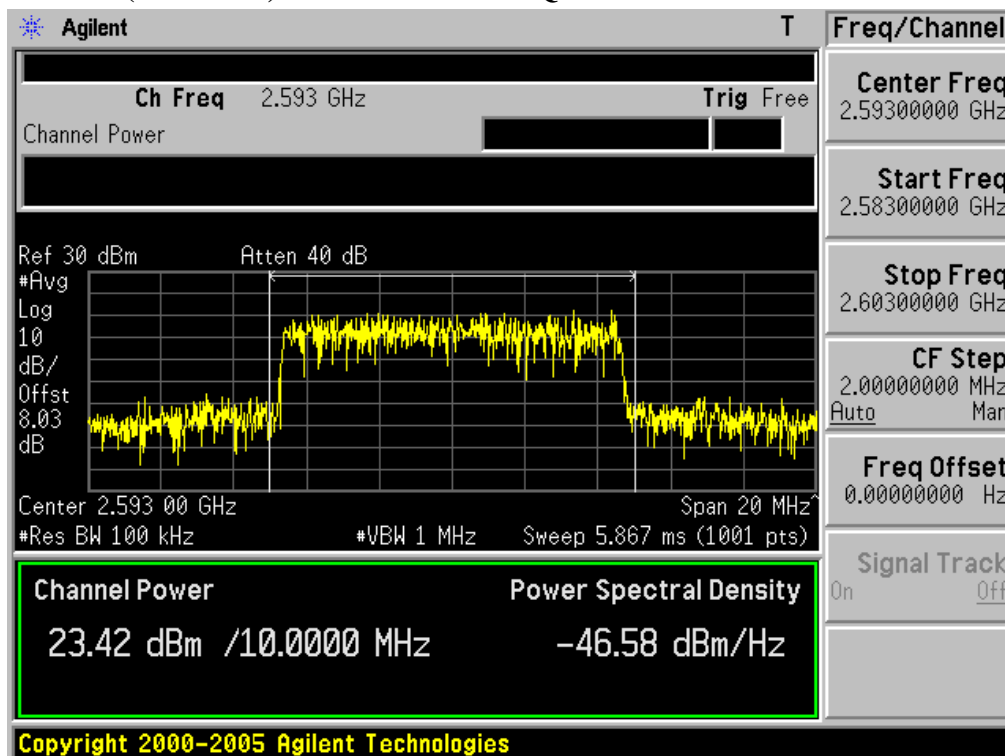 Agilent T
Freq/Channel
Ch Freq 2.593 GHz Trig Free
Channel Power
Center Freq
2.59300000 GHz
Start Freq
2.58300000 GHz
Stop Freq
2.60300000 GHz
CF Step
2.00000000 MHz
Auto Man
Freq Offset
0.00000000 Hz
Signal Track
On Off
Ref 30 dBm Atten 40 dB
#Avg
Log
10
dB/
Offst
8.03
dB
Center 2.593 00 GHz Span 20 MHz^
#Res BW 100 kHz #VBW 1 MHz Sweep 5.867 ms (1001 pts)
Channel Power Power Spectral Density
23.42 dBm /10.0000 MHz -46.58 dBm/Hz
Copyright 2000-2005 Agilent Technologies